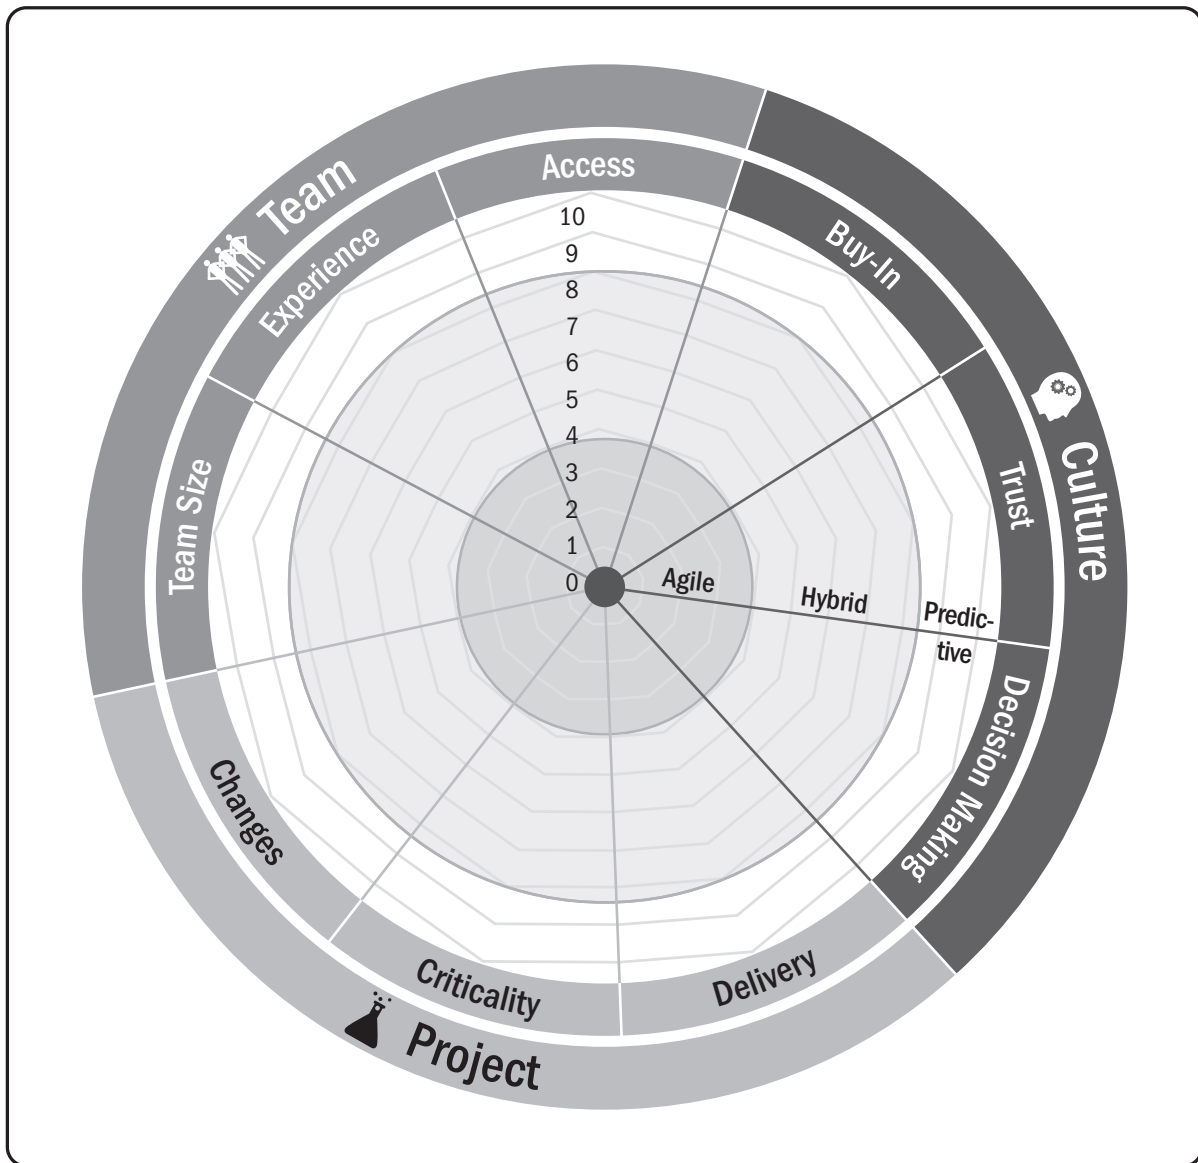 Team
Culture
Project
Access
Buy-In
Trust
Decision Making
Delivery
Criticality
Changes
Team Size
Experience
10
9
8
7
6
5
4
3
2
1
0
Agile
Hybrid
Predic-
tive